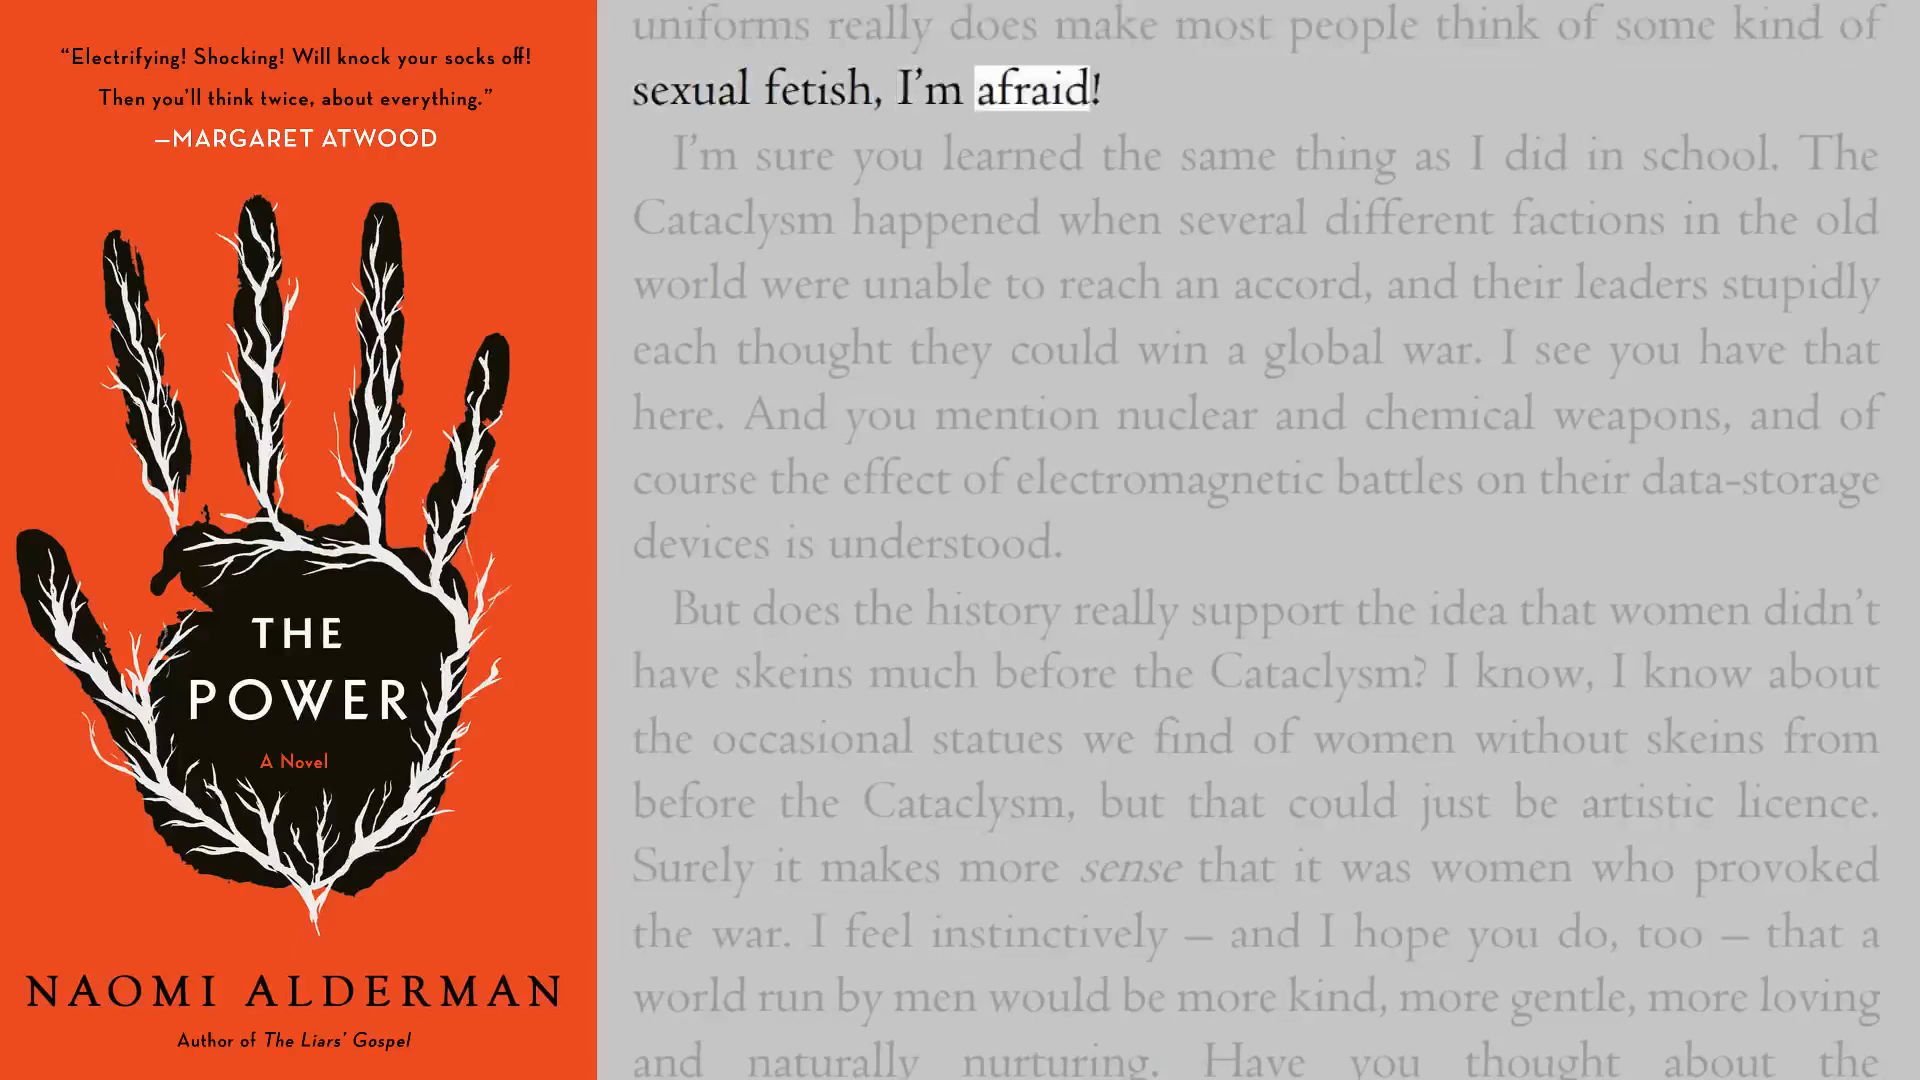 “Electrifying! Shocking! Will knock your socks off!
Then you’ll think twice, about everything.”
—MARGARET ATWOOD
THE
POWER
A Novel
NAOMI ALDERMAN
Author of The Liars’ Gospel
uniforms really does make most people think of some kind of
sexual fetish, I’m afraid!
I’m sure you learned the same thing as I did in school. The
Cataclysm happened when several different factions in the old
world were unable to reach an accord, and their leaders stupidly
each thought they could win a global war. I see you have that
here. And you mention nuclear and chemical weapons, and of
course the effect of electromagnetic battles on their data-storage
devices is understood.
But does the history really support the idea that women didn’t
have skeins much before the Cataclysm? I know, I know about
the occasional statues we find of women without skeins from
before the Cataclysm, but that could just be artistic licence.
Surely it makes more sense that it was women who provoked
the war. I feel instinctively – and I hope you do, too – that a
world run by men would be more kind, more gentle, more loving
and naturally nurturing. Have you thought about the